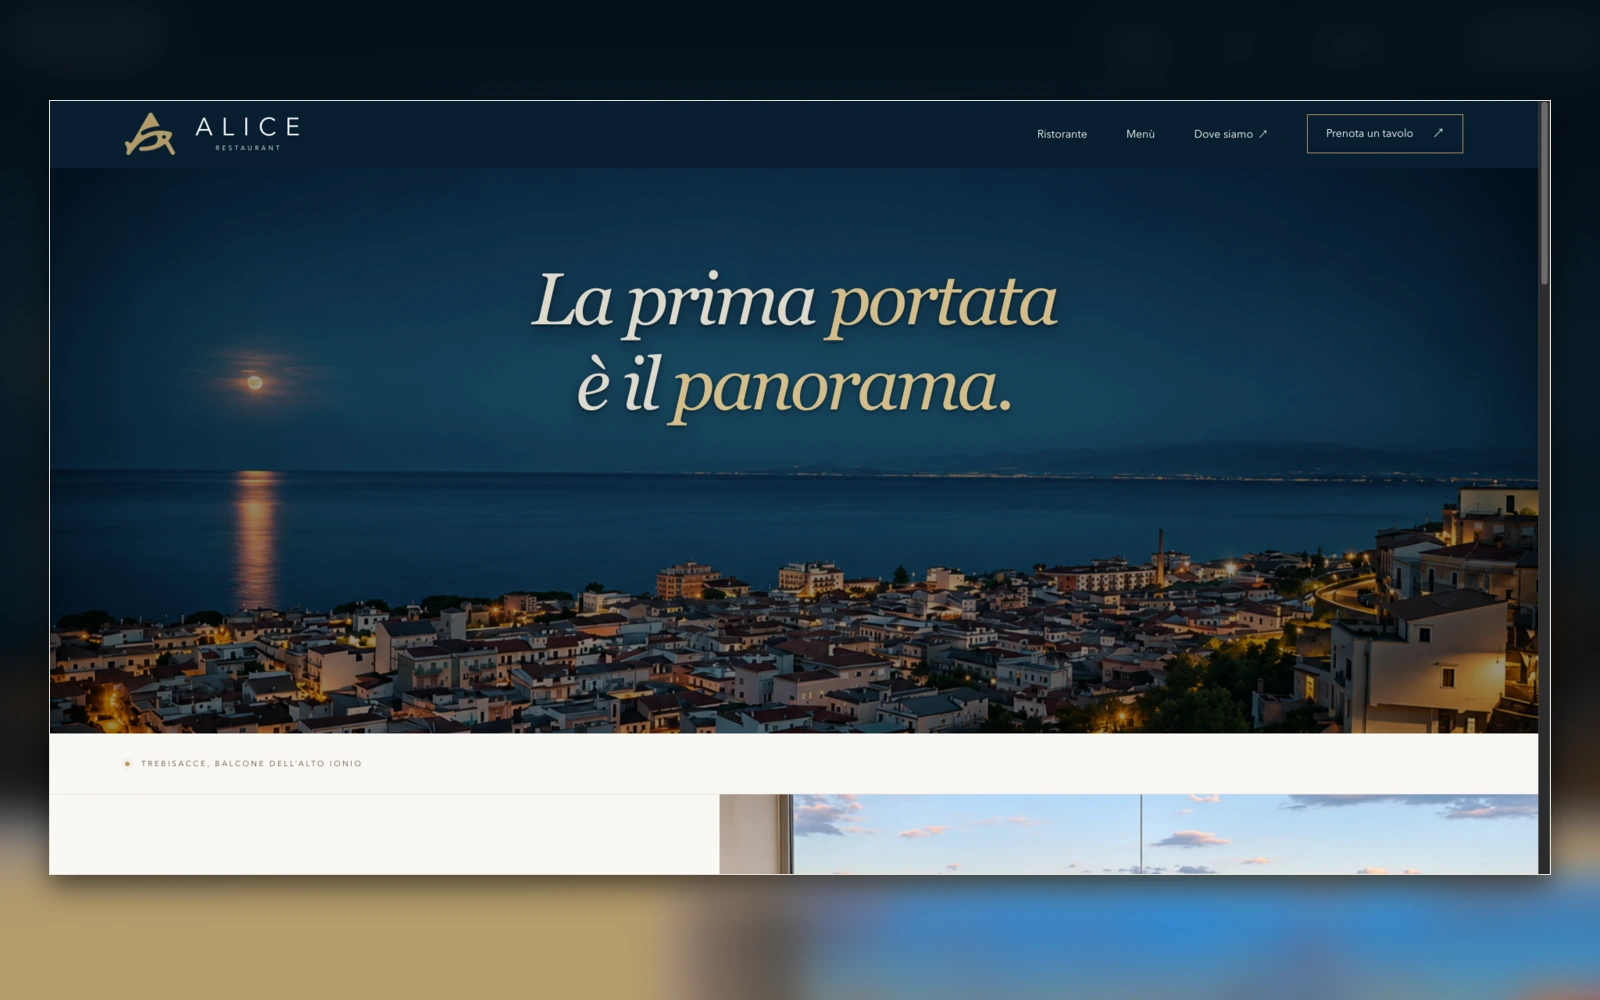 ALICE
RESTAURANT
Ristorante
Menù
Dove siamo ↗
Prenota un tavolo ↗
La prima portata
è il panorama.
TREBISACCE, BALCONE DELL'ALTO IONIO